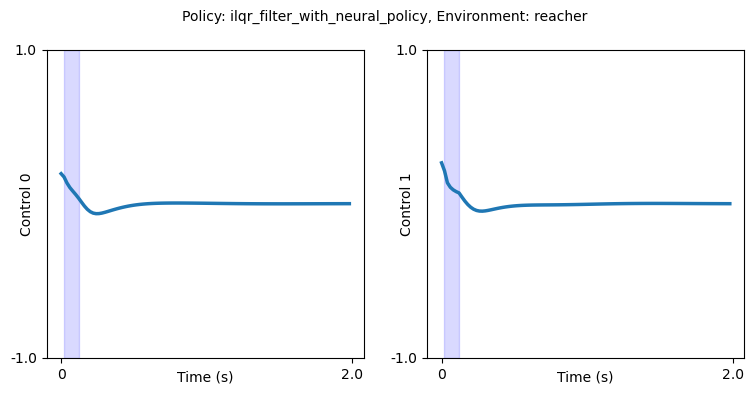 Policy: ilqr_filter_with_neural_policy, Environment: reacher
1.0
Control 0
-1.0
0
Time (s)
2.0
1.0
Control 1
-1.0
0
Time (s)
2.0